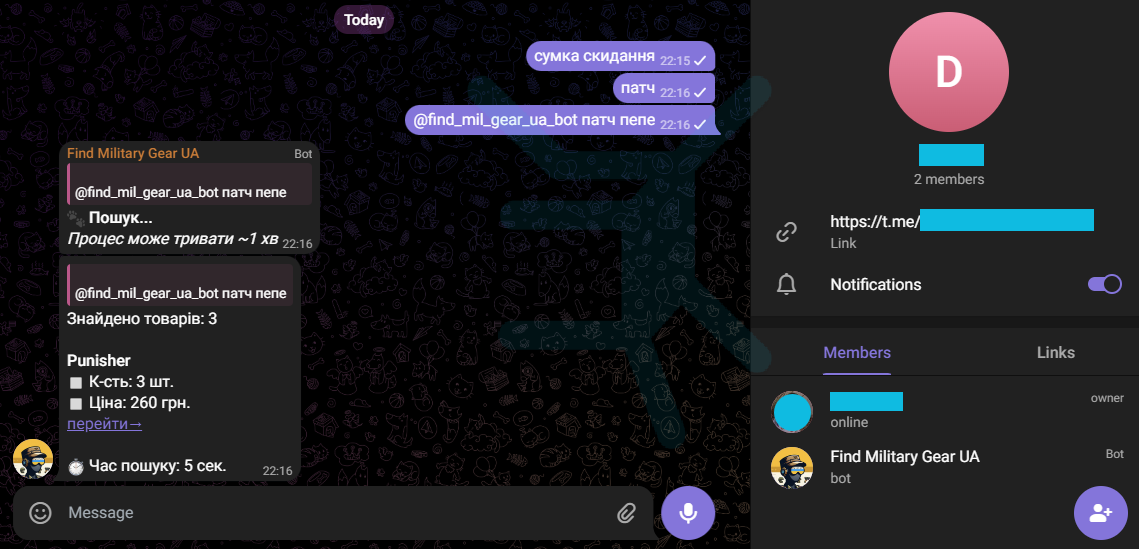 Today
сумка скидання 22:15
патч 22:16
@find_mil_gear_ua_bot патч пепе 22:16
Find Military Gear UA Bot
@find_mil_gear_ua_bot патч пепе
🐾 Пошук...
Процес може тривати ~1 хв 22:16
@find_mil_gear_ua_bot патч пепе
Знайдено товарів: 3
Punisher
К-сть: 3 шт.
Ціна: 260 грн.
перейти→
⏱ Час пошуку: 5 сек. 22:16
Message
D
2 members
https://t.me/
Link
Notifications
Members Links
owner
online
Find Military Gear UA Bot
bot